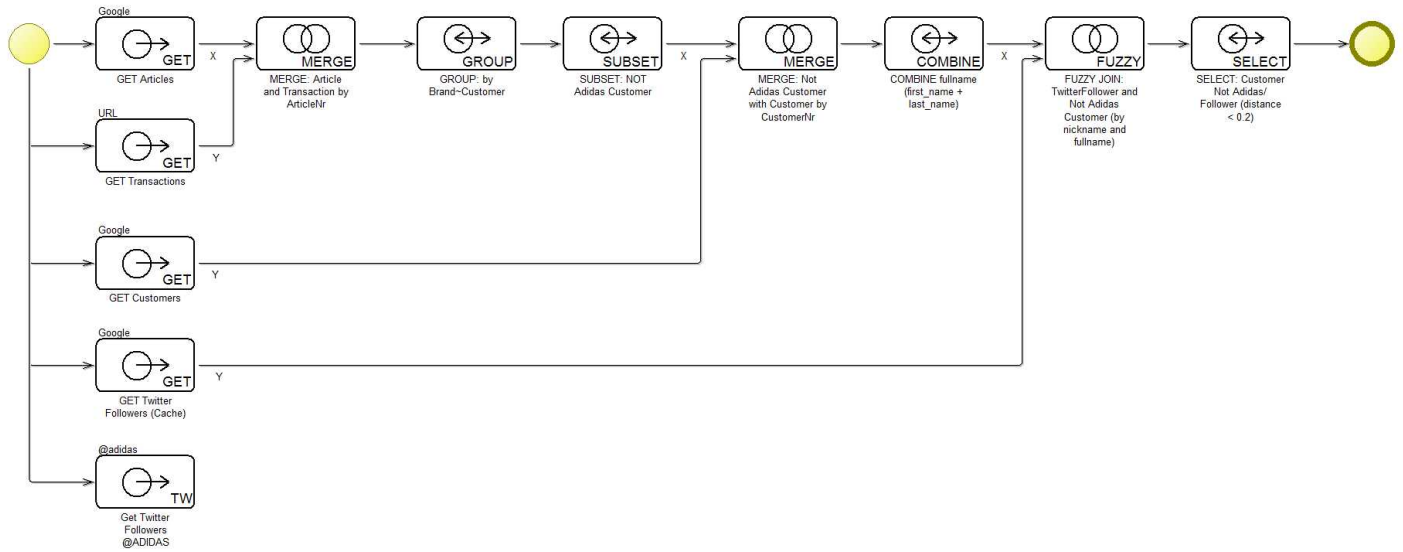 Google
GET
GET Articles
X
MERGE
MERGE: Article
and Transaction by
ArticleNr
GROUP
GROUP: by
Brand~Customer
SUBSET
SUBSET: NOT
Adidas Customer
X
MERGE
MERGE: Not
Adidas Customer
with Customer by
CustomerNr
COMBINE
COMBINE fullname
(first_name +
last_name)
X
FUZZY
FUZZY JOIN:
TwitterFollower and
Not Adidas
Customer (by
nickname and
fullname)
SELECT
SELECT: Customer
Not Adidas/
Follower (distance
< 0.2)
URL
GET
GET Transactions
Y
Google
GET
GET Customers
Y
Google
GET
GET Twitter
Followers (Cache)
Y
@adidas
TW
Get Twitter
Followers
@ADIDAS